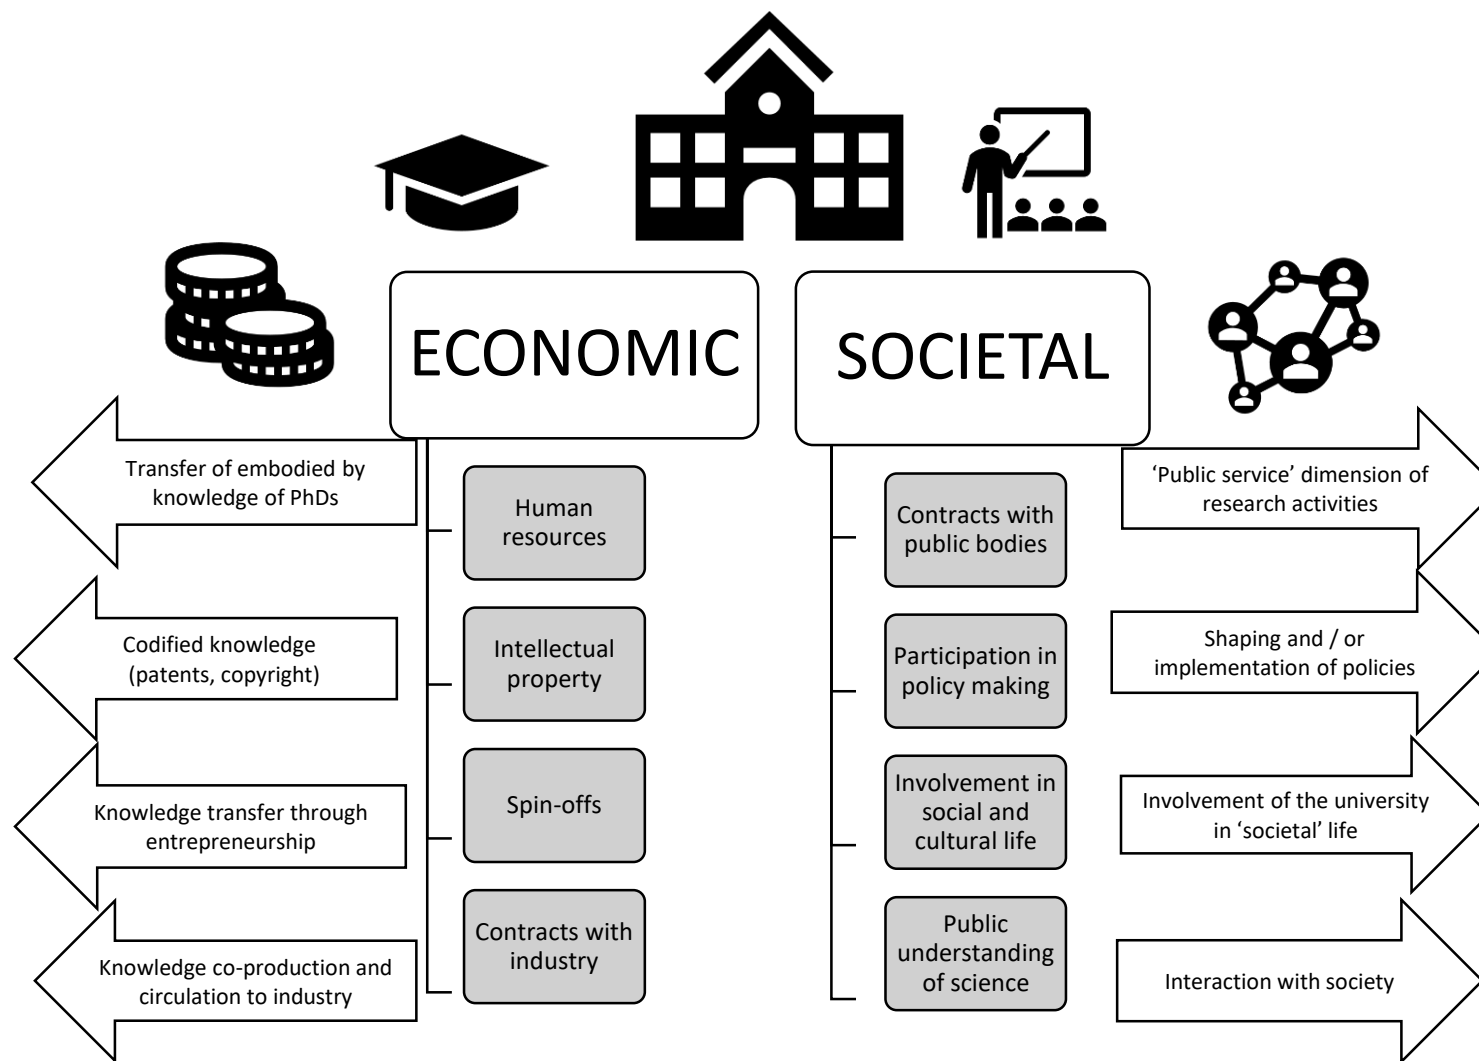 ECONOMIC
SOCIETAL
Transfer of embodied by
knowledge of PhDs
Human
resources
Contracts with
public bodies
‘Public service’ dimension of
research activities
Codified knowledge
(patents, copyright)
Intellectual
property
Participation in
policy making
Shaping and / or
implementation of policies
Knowledge transfer through
entrepreneurship
Spin-offs
Involvement in
social and
cultural life
Involvement of the university
in ‘societal’ life
Knowledge co-production and
circulation to industry
Contracts with
industry
Public
understanding
of science
Interaction with society